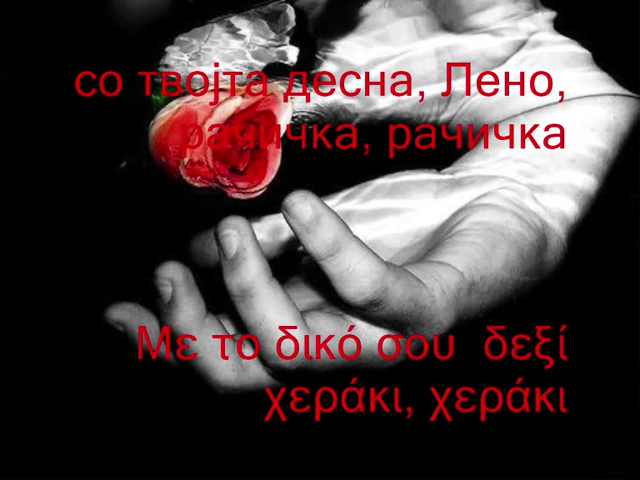 со твојта десна, Лено,
рачичка, рачичка
Με το δικό σου δεξί
χεράκι, χεράκι